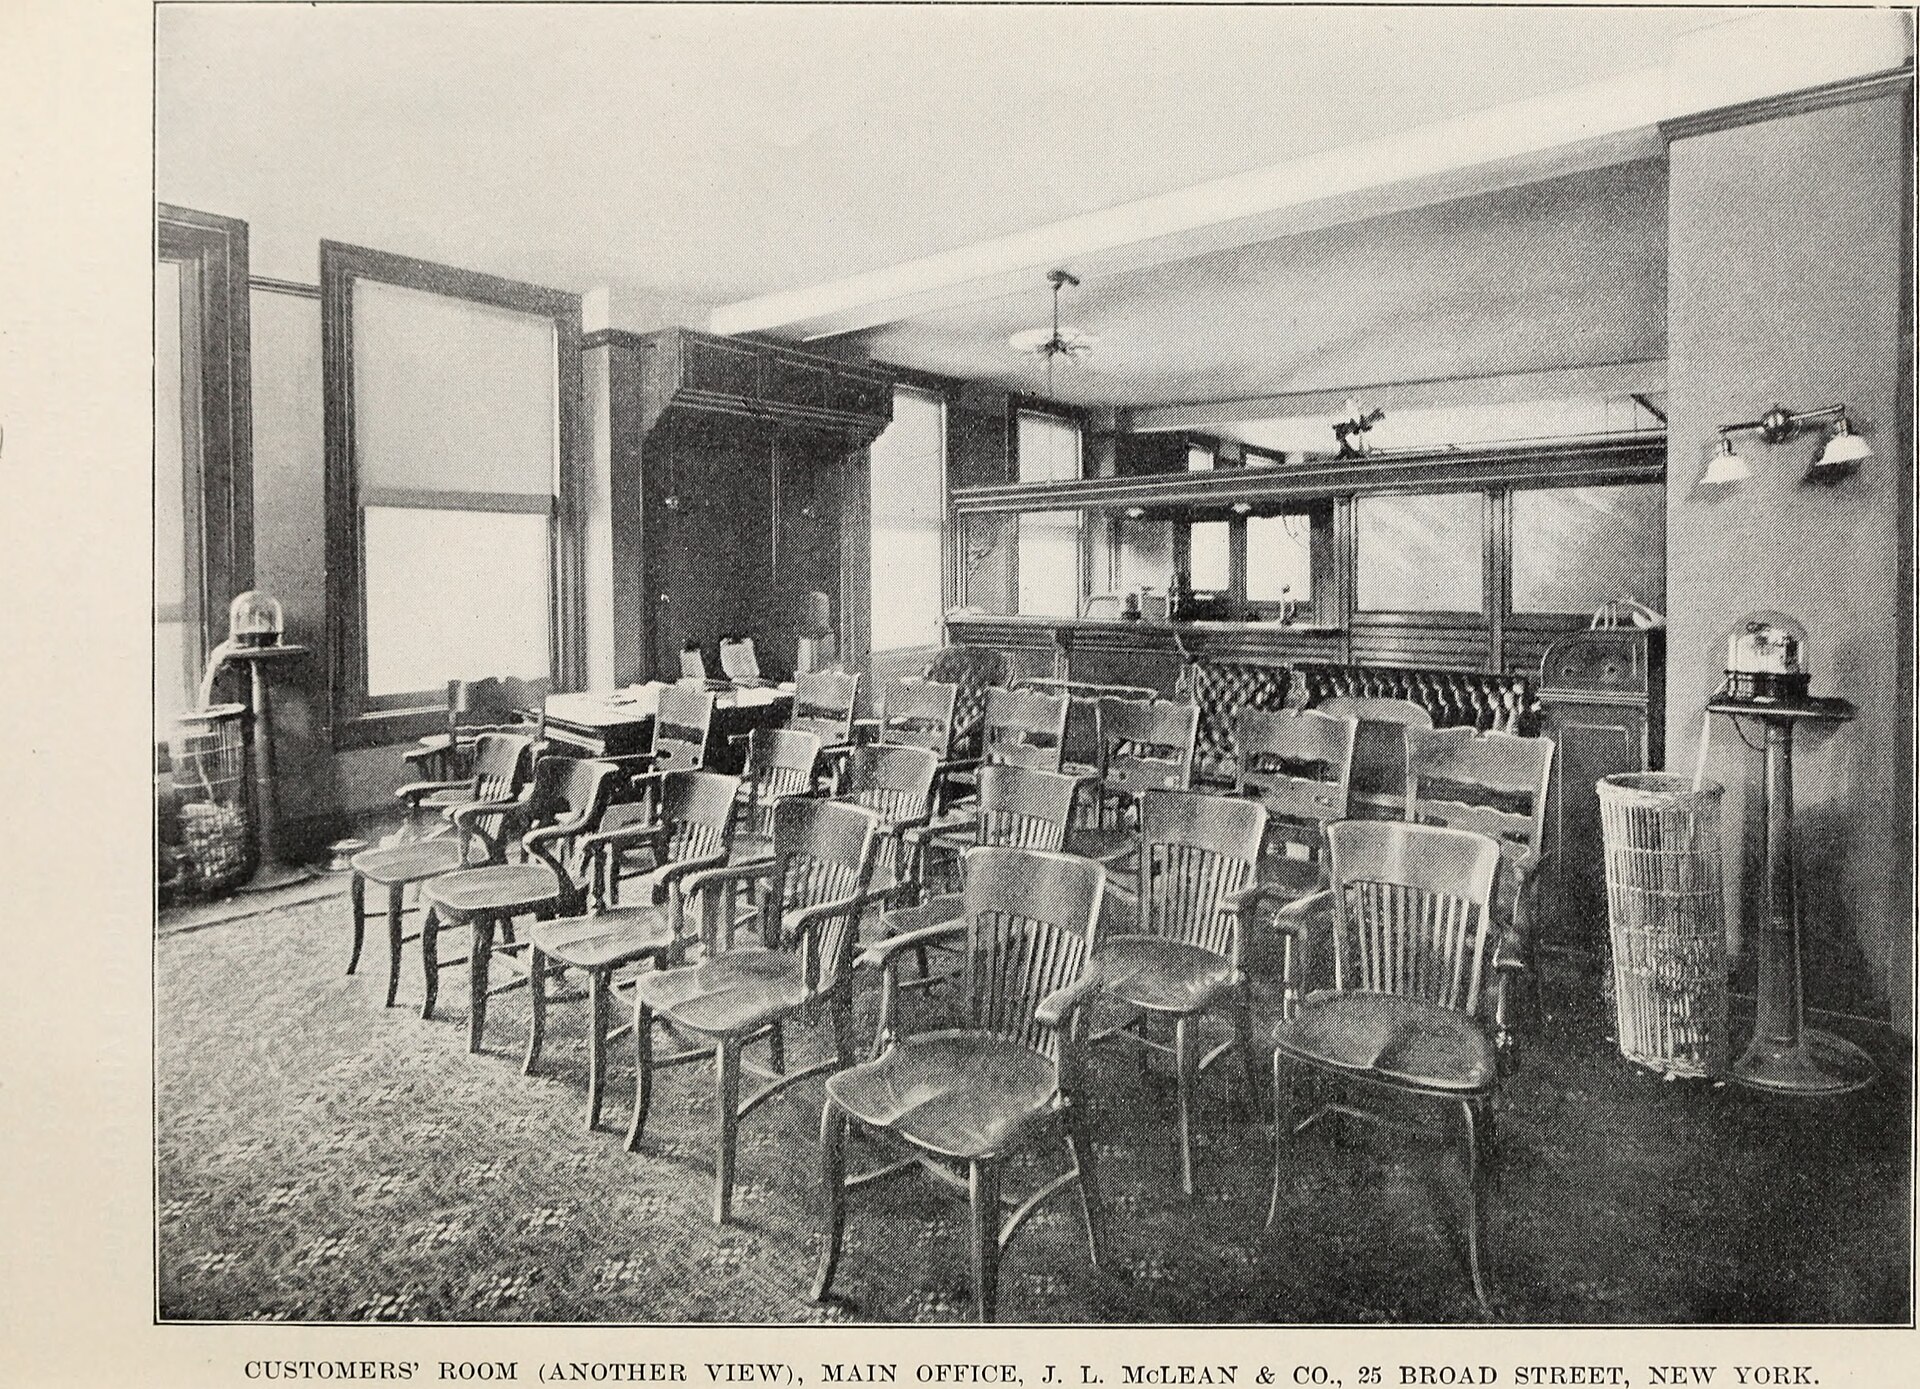 CUSTOMERS' ROOM (ANOTHER VIEW), MAIN OFFICE, J. L. McLEAN & CO., 25 BROAD STREET, NEW YORK.